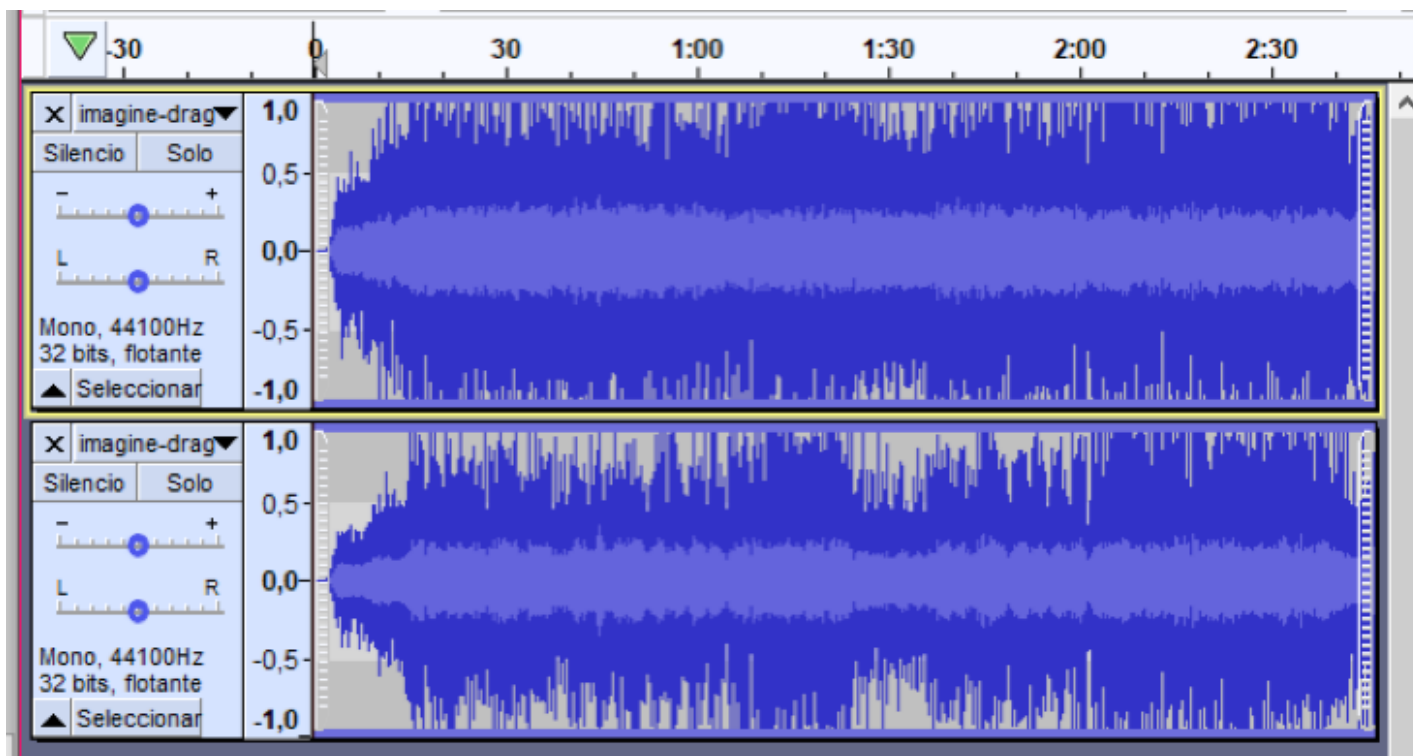 -30 0 30 1:00 1:30 2:00 2:30
X imagine-drag
Silencio Solo
- +
L R
Mono, 44100Hz
32 bits, flotante
Seleccionar
1,0
0,5
0,0
-0,5
-1,0
X imagine-drag
Silencio Solo
- +
L R
Mono, 44100Hz
32 bits, flotante
Seleccionar
1,0
0,5
0,0
-0,5
-1,0